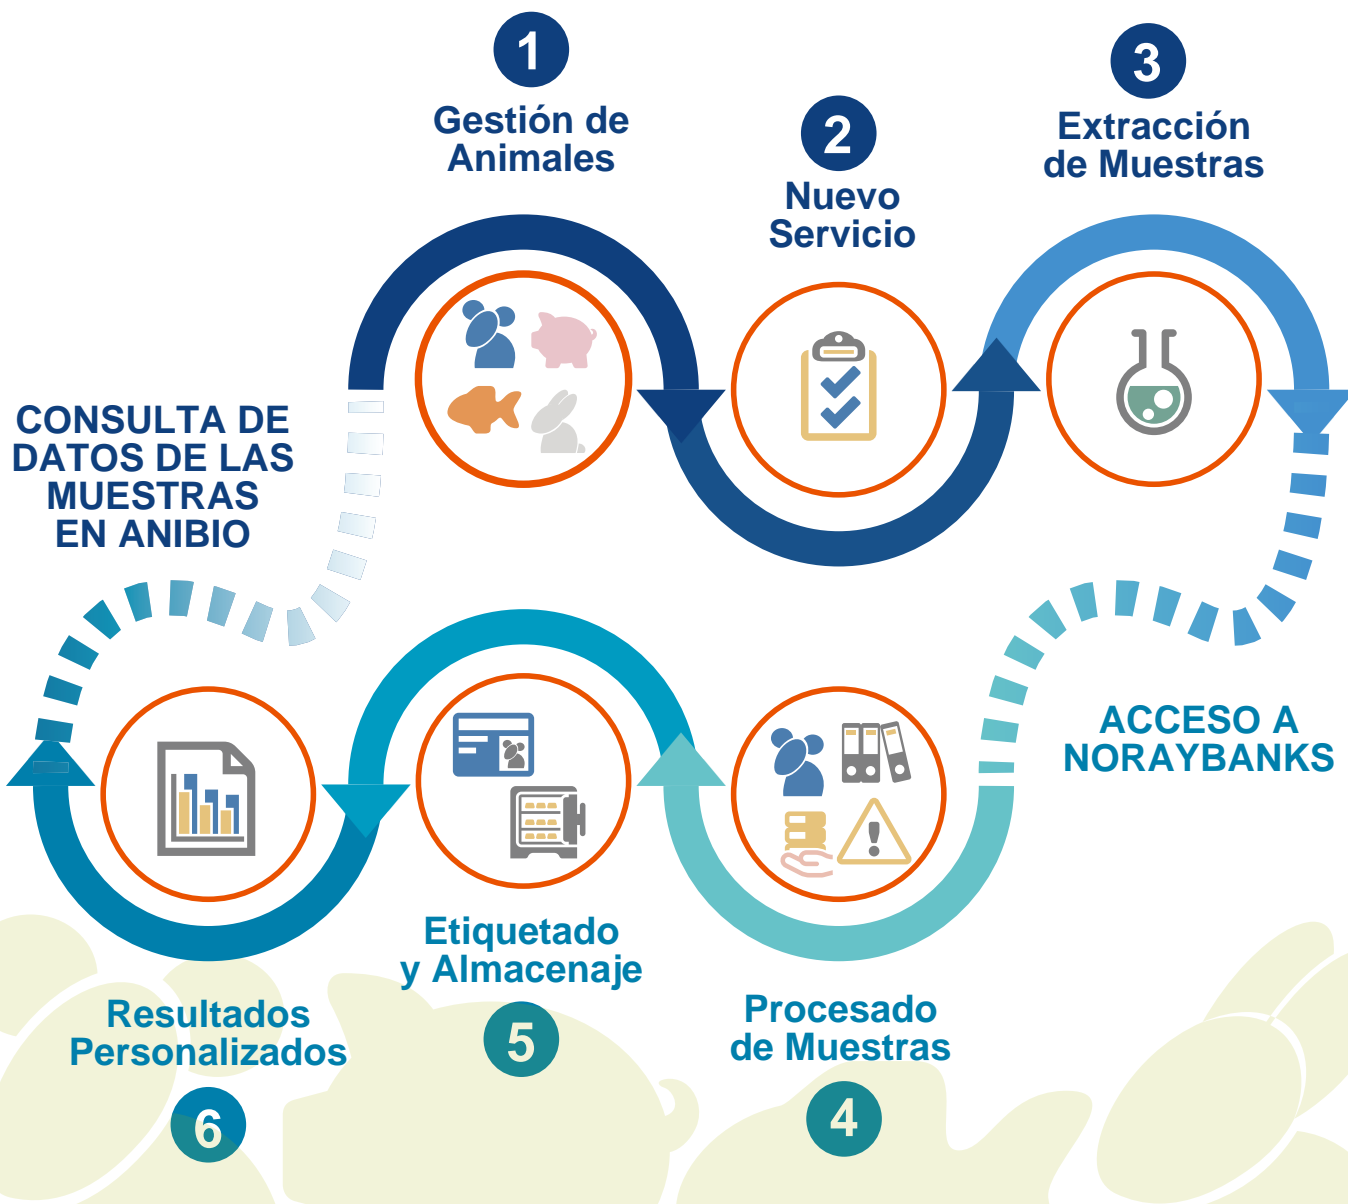 1
Gestión de
Animales
2
Nuevo
Servicio
3
Extracción
de Muestras
CONSULTA DE
DATOS DE LAS
MUESTRAS
EN ANIBIO
ACCESO A
NORAYBANKS
Procesado
de Muestras
4
Etiquetado
y Almacenaje
5
Resultados
Personalizados
6